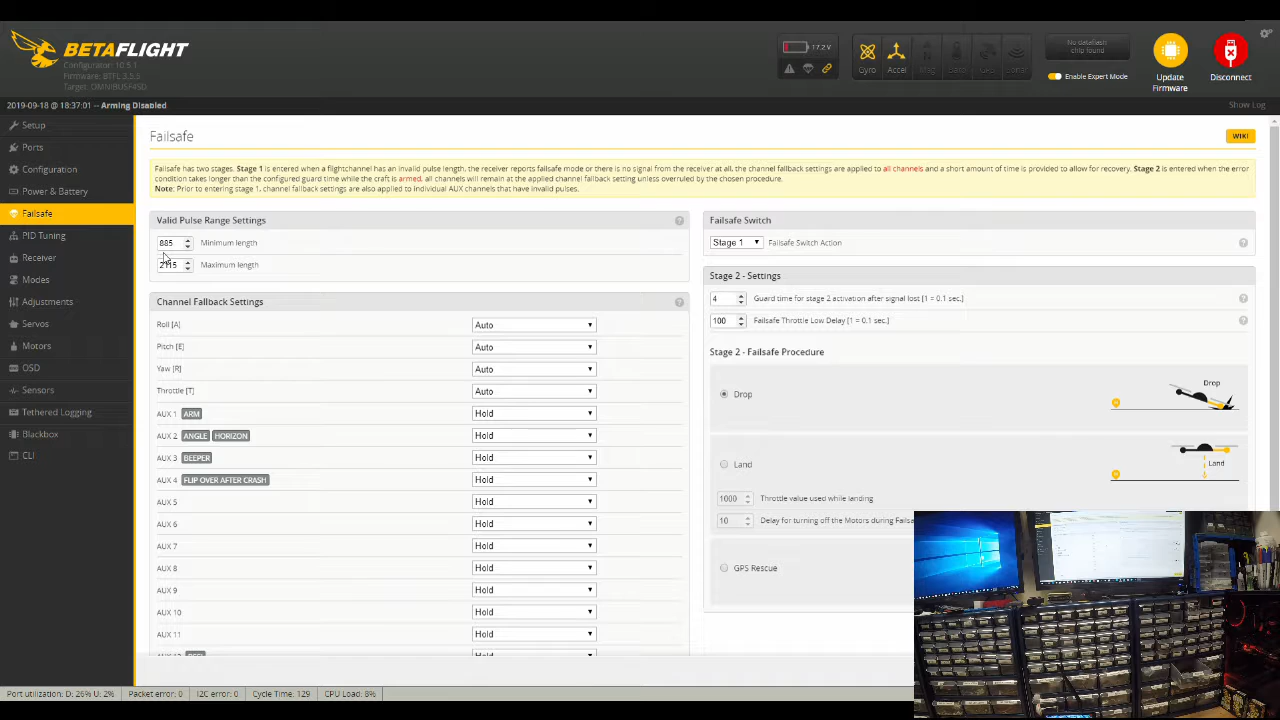 BETAFLIGHT
Configurator: 10.5.1
Firmware: BTFL 3.5.5
Target: OMNIBUSF4SD
17.2 V
Gyro
Accel
Mag
Baro
GPS
Sonar
No dataflash
chip found
Enable Expert Mode
Update
Firmware
Disconnect
2019-09-18 @ 18:37:01 -- Arming Disabled
Show Log
Setup
Ports
Configuration
Power & Battery
Failsafe
PID Tuning
Receiver
Modes
Adjustments
Servos
Motors
OSD
Sensors
Tethered Logging
Blackbox
CLI
Failsafe
WIKI
Failsafe has two stages. Stage 1 is entered when a flightchannel has an invalid pulse length, the receiver reports failsafe mode or there is no signal from the receiver at all, the channel fallback settings are applied to all channels and a short amount of time is provided to allow for recovery. Stage 2 is entered when the error
condition takes longer than the configured guard time while the craft is armed, all channels will remain at the applied channel fallback setting unless overruled by the chosen procedure.
Note: Prior to entering stage 1, channel fallback settings are also applied to individual AUX channels that have invalid pulses.
Valid Pulse Range Settings
885 Minimum length
2115 Maximum length
Channel Fallback Settings
Roll [A] Auto
Pitch [E] Auto
Yaw [R] Auto
Throttle [T] Auto
AUX 1 ARM Hold
AUX 2 ANGLE HORIZON Hold
AUX 3 BEEPER Hold
AUX 4 FLIP OVER AFTER CRASH Hold
AUX 5 Hold
AUX 6 Hold
AUX 7 Hold
AUX 8 Hold
AUX 9 Hold
AUX 10 Hold
AUX 11 Hold
Failsafe Switch
Stage 1 Failsafe Switch Action
Stage 2 - Settings
4 Guard time for stage 2 activation after signal lost [1 = 0.1 sec.]
100 Failsafe Throttle Low Delay [1 = 0.1 sec.]
Stage 2 - Failsafe Procedure
Drop
Drop
Land
Land
1000 Throttle value used while landing
10 Delay for turning off the Motors during Failsa
GPS Rescue
Port utilization: D: 26% U: 2%
Packet error: 0
I2C error: 0
Cycle Time: 129
CPU Load: 8%